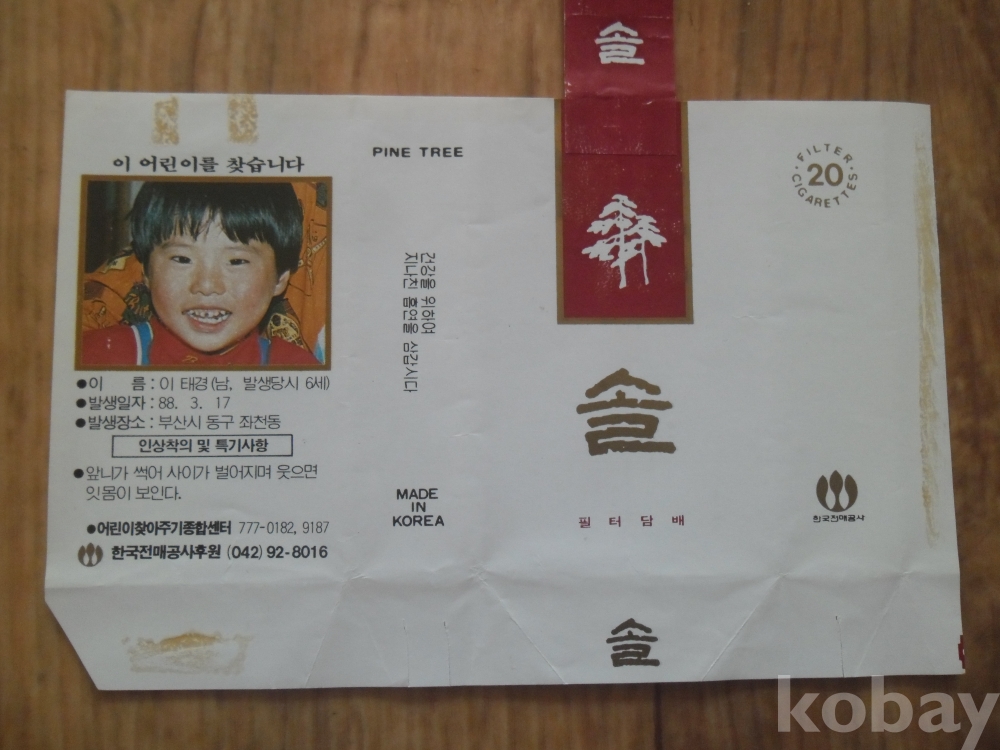 솔
이 어린이를 찾습니다
●이 름 : 이 태경(남, 발생당시 6세)
●발생일자 : 88. 3. 17
●발생장소 : 부산시 동구 좌천동
인상착의 및 특기사항
●앞니가 썩어 사이가 벌어지며 웃으면
잇몸이 보인다.
●어린이찾아주기종합센터 777-0182, 9187
한국전매공사후원 (042) 92-8016
PINE TREE
건강을 위하여
지나친 흡연을 삼갑시다
MADE
IN
KOREA
솔
필터담배
솔
·FILTER·
20
CIGARETTES
한국전매공사
kobay